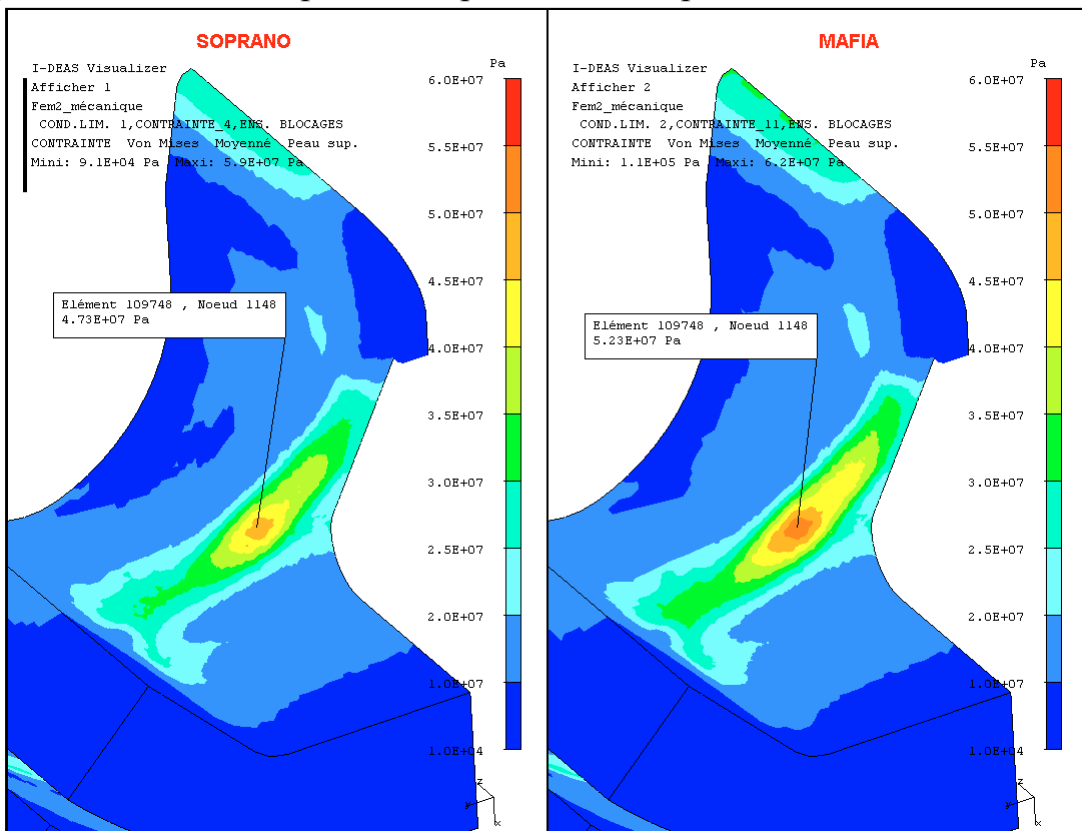 SOPRANO
I-DEAS Visualizer
Afficher 1
Fem2_mécanique
COND.LIM. 1,CONTRAINTE_4,ENS. BLOCAGES
CONTRAINTE Von Mises Moyenné Peau sup.
Mini: 9.1E+04 Pa Maxi: 5.9E+07 Pa
Pa
6.0E+07
5.5E+07
5.0E+07
4.5E+07
4.0E+07
3.5E+07
3.0E+07
2.5E+07
2.0E+07
1.0E+07
1.0E+04
Elément 109748 , Noeud 1148
4.73E+07 Pa
z
y
x
MAFIA
I-DEAS Visualizer
Afficher 2
Fem2_mécanique
COND.LIM. 2,CONTRAINTE_11,ENS. BLOCAGES
CONTRAINTE Von Mises Moyenné Peau sup.
Mini: 1.1E+05 Pa Maxi: 6.2E+07 Pa
Pa
6.0E+07
5.5E+07
5.0E+07
4.5E+07
4.0E+07
3.5E+07
3.0E+07
2.5E+07
2.0E+07
1.0E+07
1.0E+04
Elément 109748 , Noeud 1148
5.23E+07 Pa
z
y
x